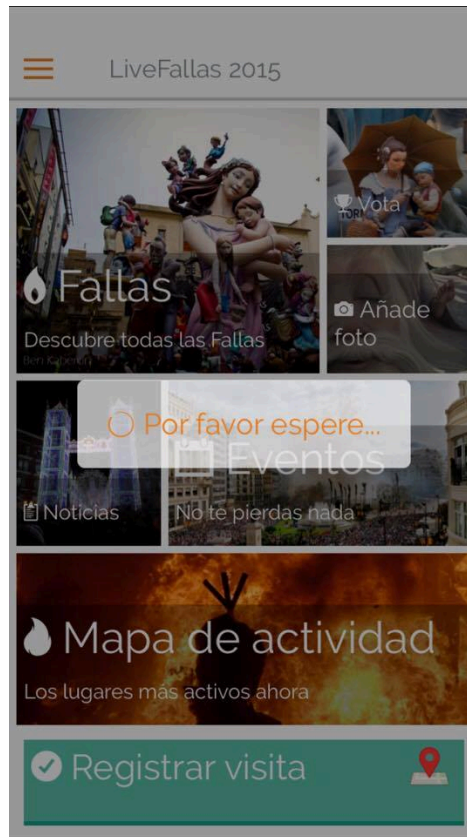 LiveFallas 2015
Vota
Fallas
Descubre todas las Fallas
Añade
foto
Por favor espere...
Eventos
Noticias
No te pierdas nada
Mapa de actividad
Los lugares más activos ahora
Registrar visita